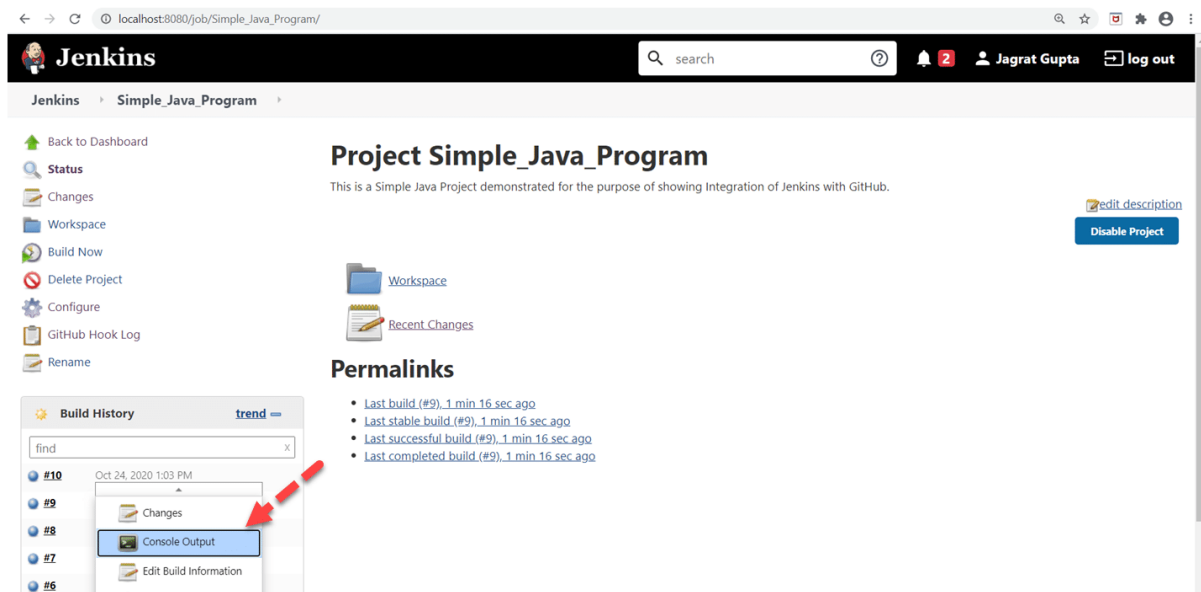 localhost:8080/job/Simple_Java_Program/
Jenkins
search
2
Jagrat Gupta
log out
Jenkins
Simple_Java_Program
Back to Dashboard
Status
Changes
Workspace
Build Now
Delete Project
Configure
GitHub Hook Log
Rename
Project Simple_Java_Program
This is a Simple Java Project demonstrated for the purpose of showing Integration of Jenkins with GitHub.
edit description
Disable Project
Workspace
Recent Changes
Permalinks
Last build (#9), 1 min 16 sec ago
Last stable build (#9), 1 min 16 sec ago
Last successful build (#9), 1 min 16 sec ago
Last completed build (#9), 1 min 16 sec ago
Build History
trend
find
x
#10 Oct 24, 2020 1:03 PM
#9
#8
#7
#6
Changes
Console Output
Edit Build Information